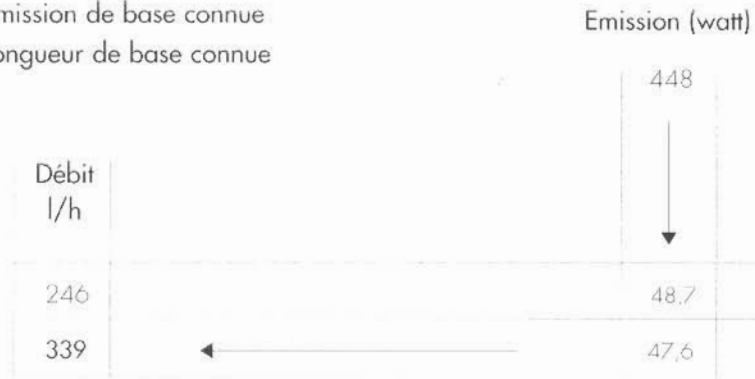 mission de base connue
ongueur de base connue
Emission (watt)
448
Débit
l/h
246 48,7
339 47,6